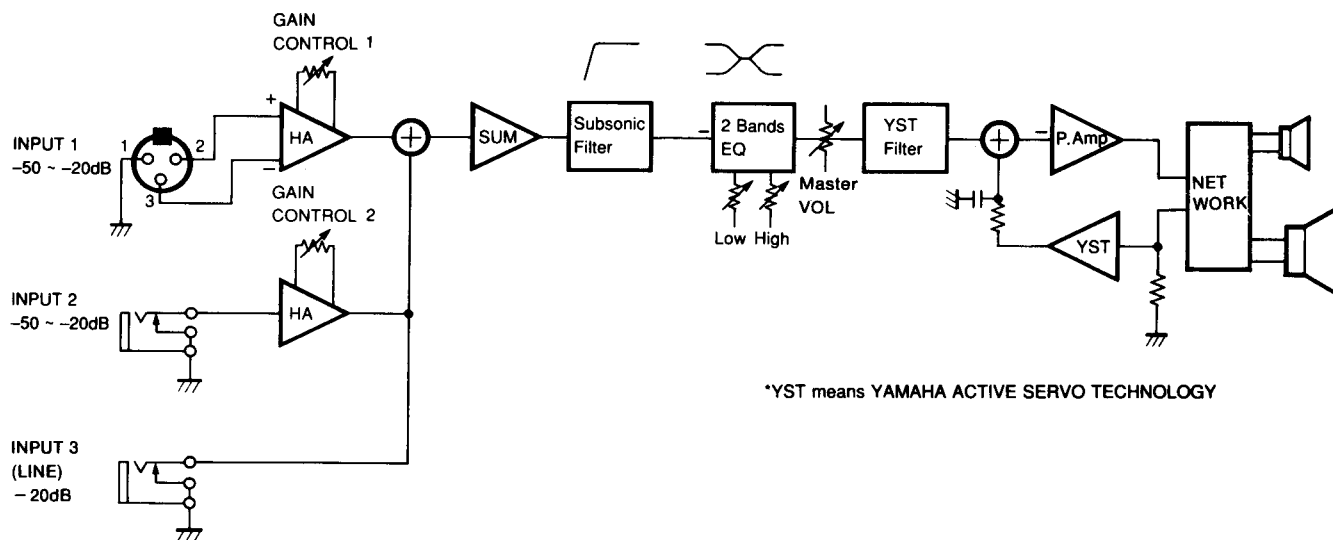 GAIN
CONTROL 1
INPUT 1
–50 ~ –20dB
1
2
3
+
–
HA
+
SUM
Subsonic
Filter
–
2 Bands
EQ
Low High
Master
VOL
YST
Filter
+
–
P.Amp
NET
WORK
YST
GAIN
CONTROL 2
INPUT 2
–50 ~ –20dB
HA
*YST means YAMAHA ACTIVE SERVO TECHNOLOGY
INPUT 3
(LINE)
– 20dB